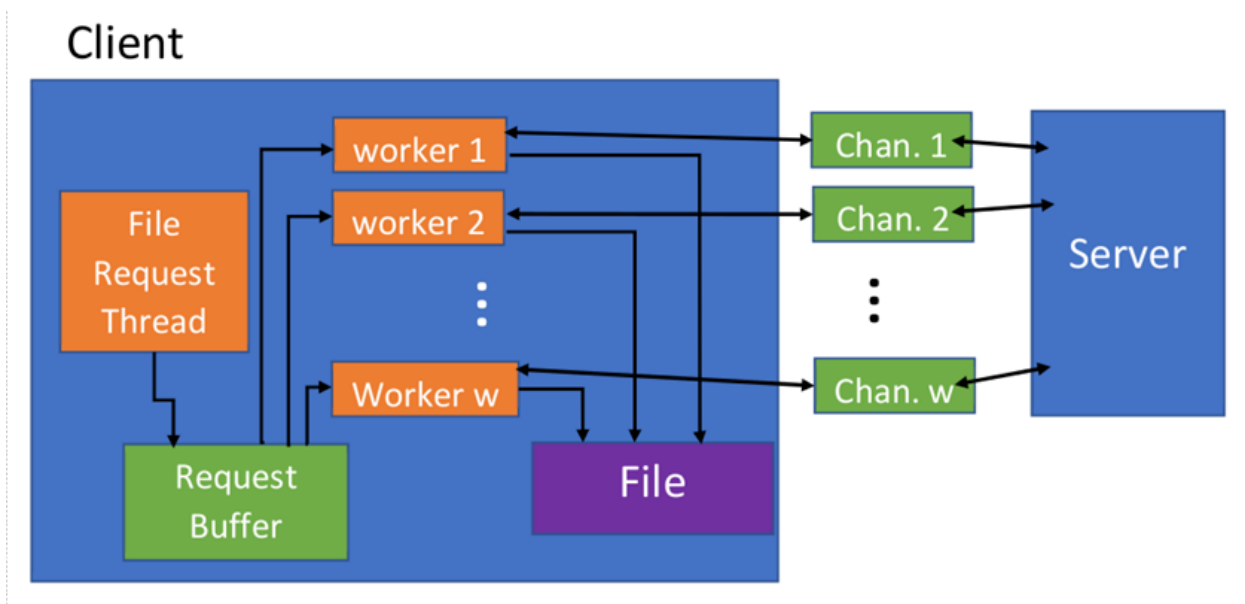 Client
worker 1
Chan. 1
File
Request
Thread
worker 2
Chan. 2
Server
Worker w
Chan. w
Request
Buffer
File